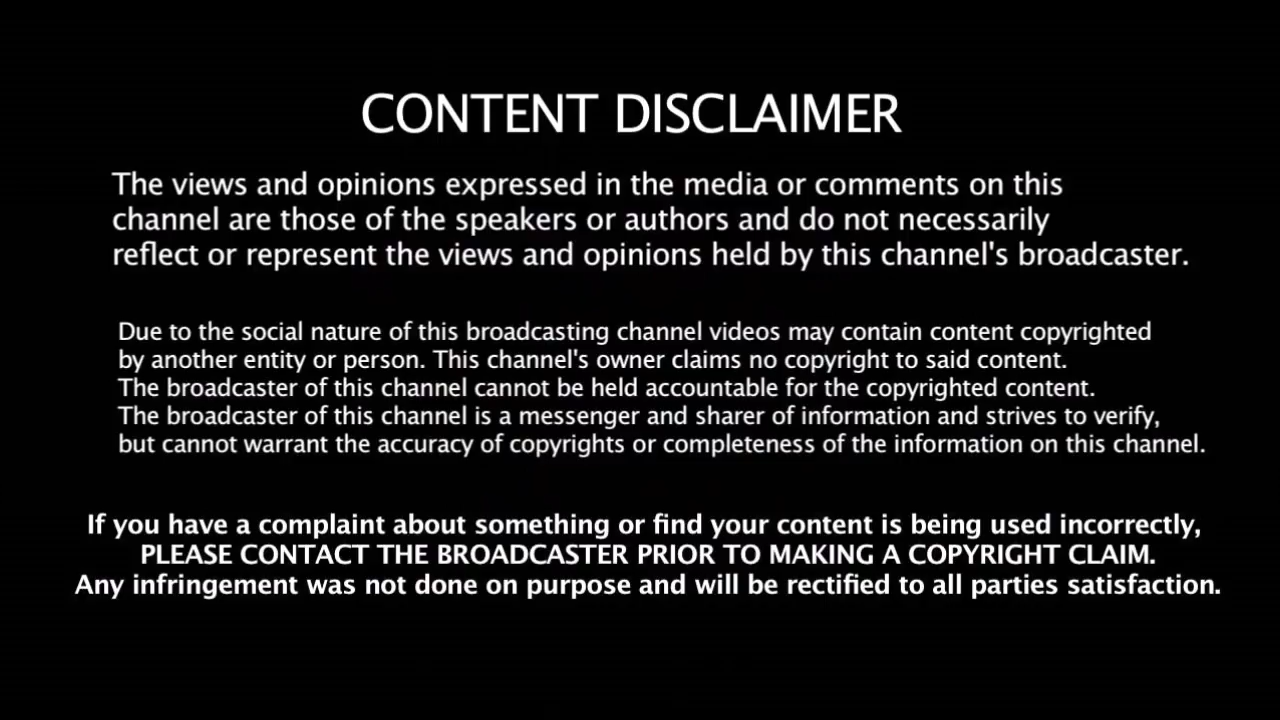 CONTENT DISCLAIMER
The views and opinions expressed in the media or comments on this
channel are those of the speakers or authors and do not necessarily
reflect or represent the views and opinions held by this channel's broadcaster.
Due to the social nature of this broadcasting channel videos may contain content copyrighted
by another entity or person. This channel's owner claims no copyright to said content.
The broadcaster of this channel cannot be held accountable for the copyrighted content.
The broadcaster of this channel is a messenger and sharer of information and strives to verify,
but cannot warrant the accuracy of copyrights or completeness of the information on this channel.
If you have a complaint about something or find your content is being used incorrectly,
PLEASE CONTACT THE BROADCASTER PRIOR TO MAKING A COPYRIGHT CLAIM.
Any infringement was not done on purpose and will be rectified to all parties satisfaction.